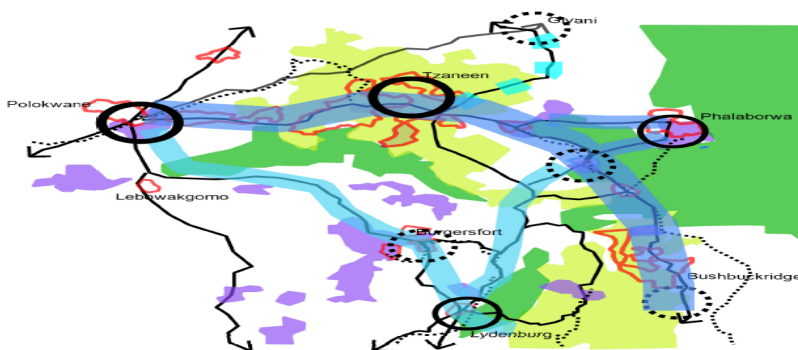 Giyani
Tzaneen
Polokwane
Phalaborwa
Lebowakgomo
Burgersfort
Bushbuckridge
Lydenburg